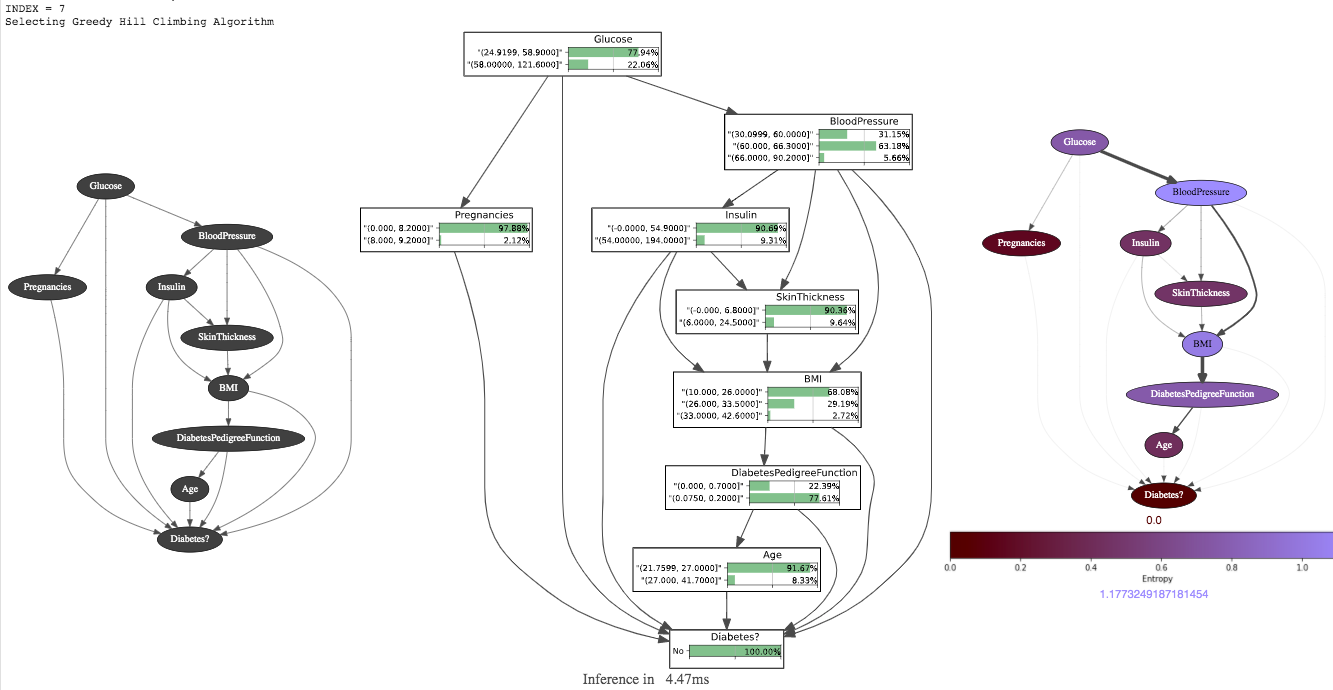 INDEX = 7
Selecting Greedy Hill Climbing Algorithm
Glucose
BloodPressure
Pregnancies
Insulin
SkinThickness
BMI
DiabetesPedigreeFunction
Age
Diabetes?
Glucose
"(24.9199, 58.9000]" 77.94%
"(58.00000, 121.6000]" 22.06%
BloodPressure
"(30.0999, 60.0000]" 31.15%
"(60.000, 66.3000]" 63.18%
"(66.0000, 90.2000]" 5.66%
Pregnancies
"(0.000, 8.2000]" 97.88%
"(8.000, 9.2000]" 2.12%
Insulin
"(-0.000, 54.9000]" 90.69%
"(54.00000, 194.0000]" 9.31%
SkinThickness
"(-0.000, 6.8000]" 90.36%
"(6.0000, 24.5000]" 9.64%
BMI
"(10.000, 26.0000]" 68.08%
"(26.000, 33.5000]" 29.19%
"(33.0000, 42.6000]" 2.72%
DiabetesPedigreeFunction
"(0.000, 0.7000]" 22.39%
"(0.0750, 0.2000]" 77.61%
Age
"(21.7599, 27.0000]" 91.67%
"(27.000, 41.7000]" 8.33%
Diabetes?
No 100.00%
Inference in 4.47ms
Glucose
BloodPressure
Pregnancies
Insulin
SkinThickness
BMI
DiabetesPedigreeFunction
Age
Diabetes?
0.0
0.0 0.2 0.4 0.6 0.8 1.0
Entropy
1.1773249187181454